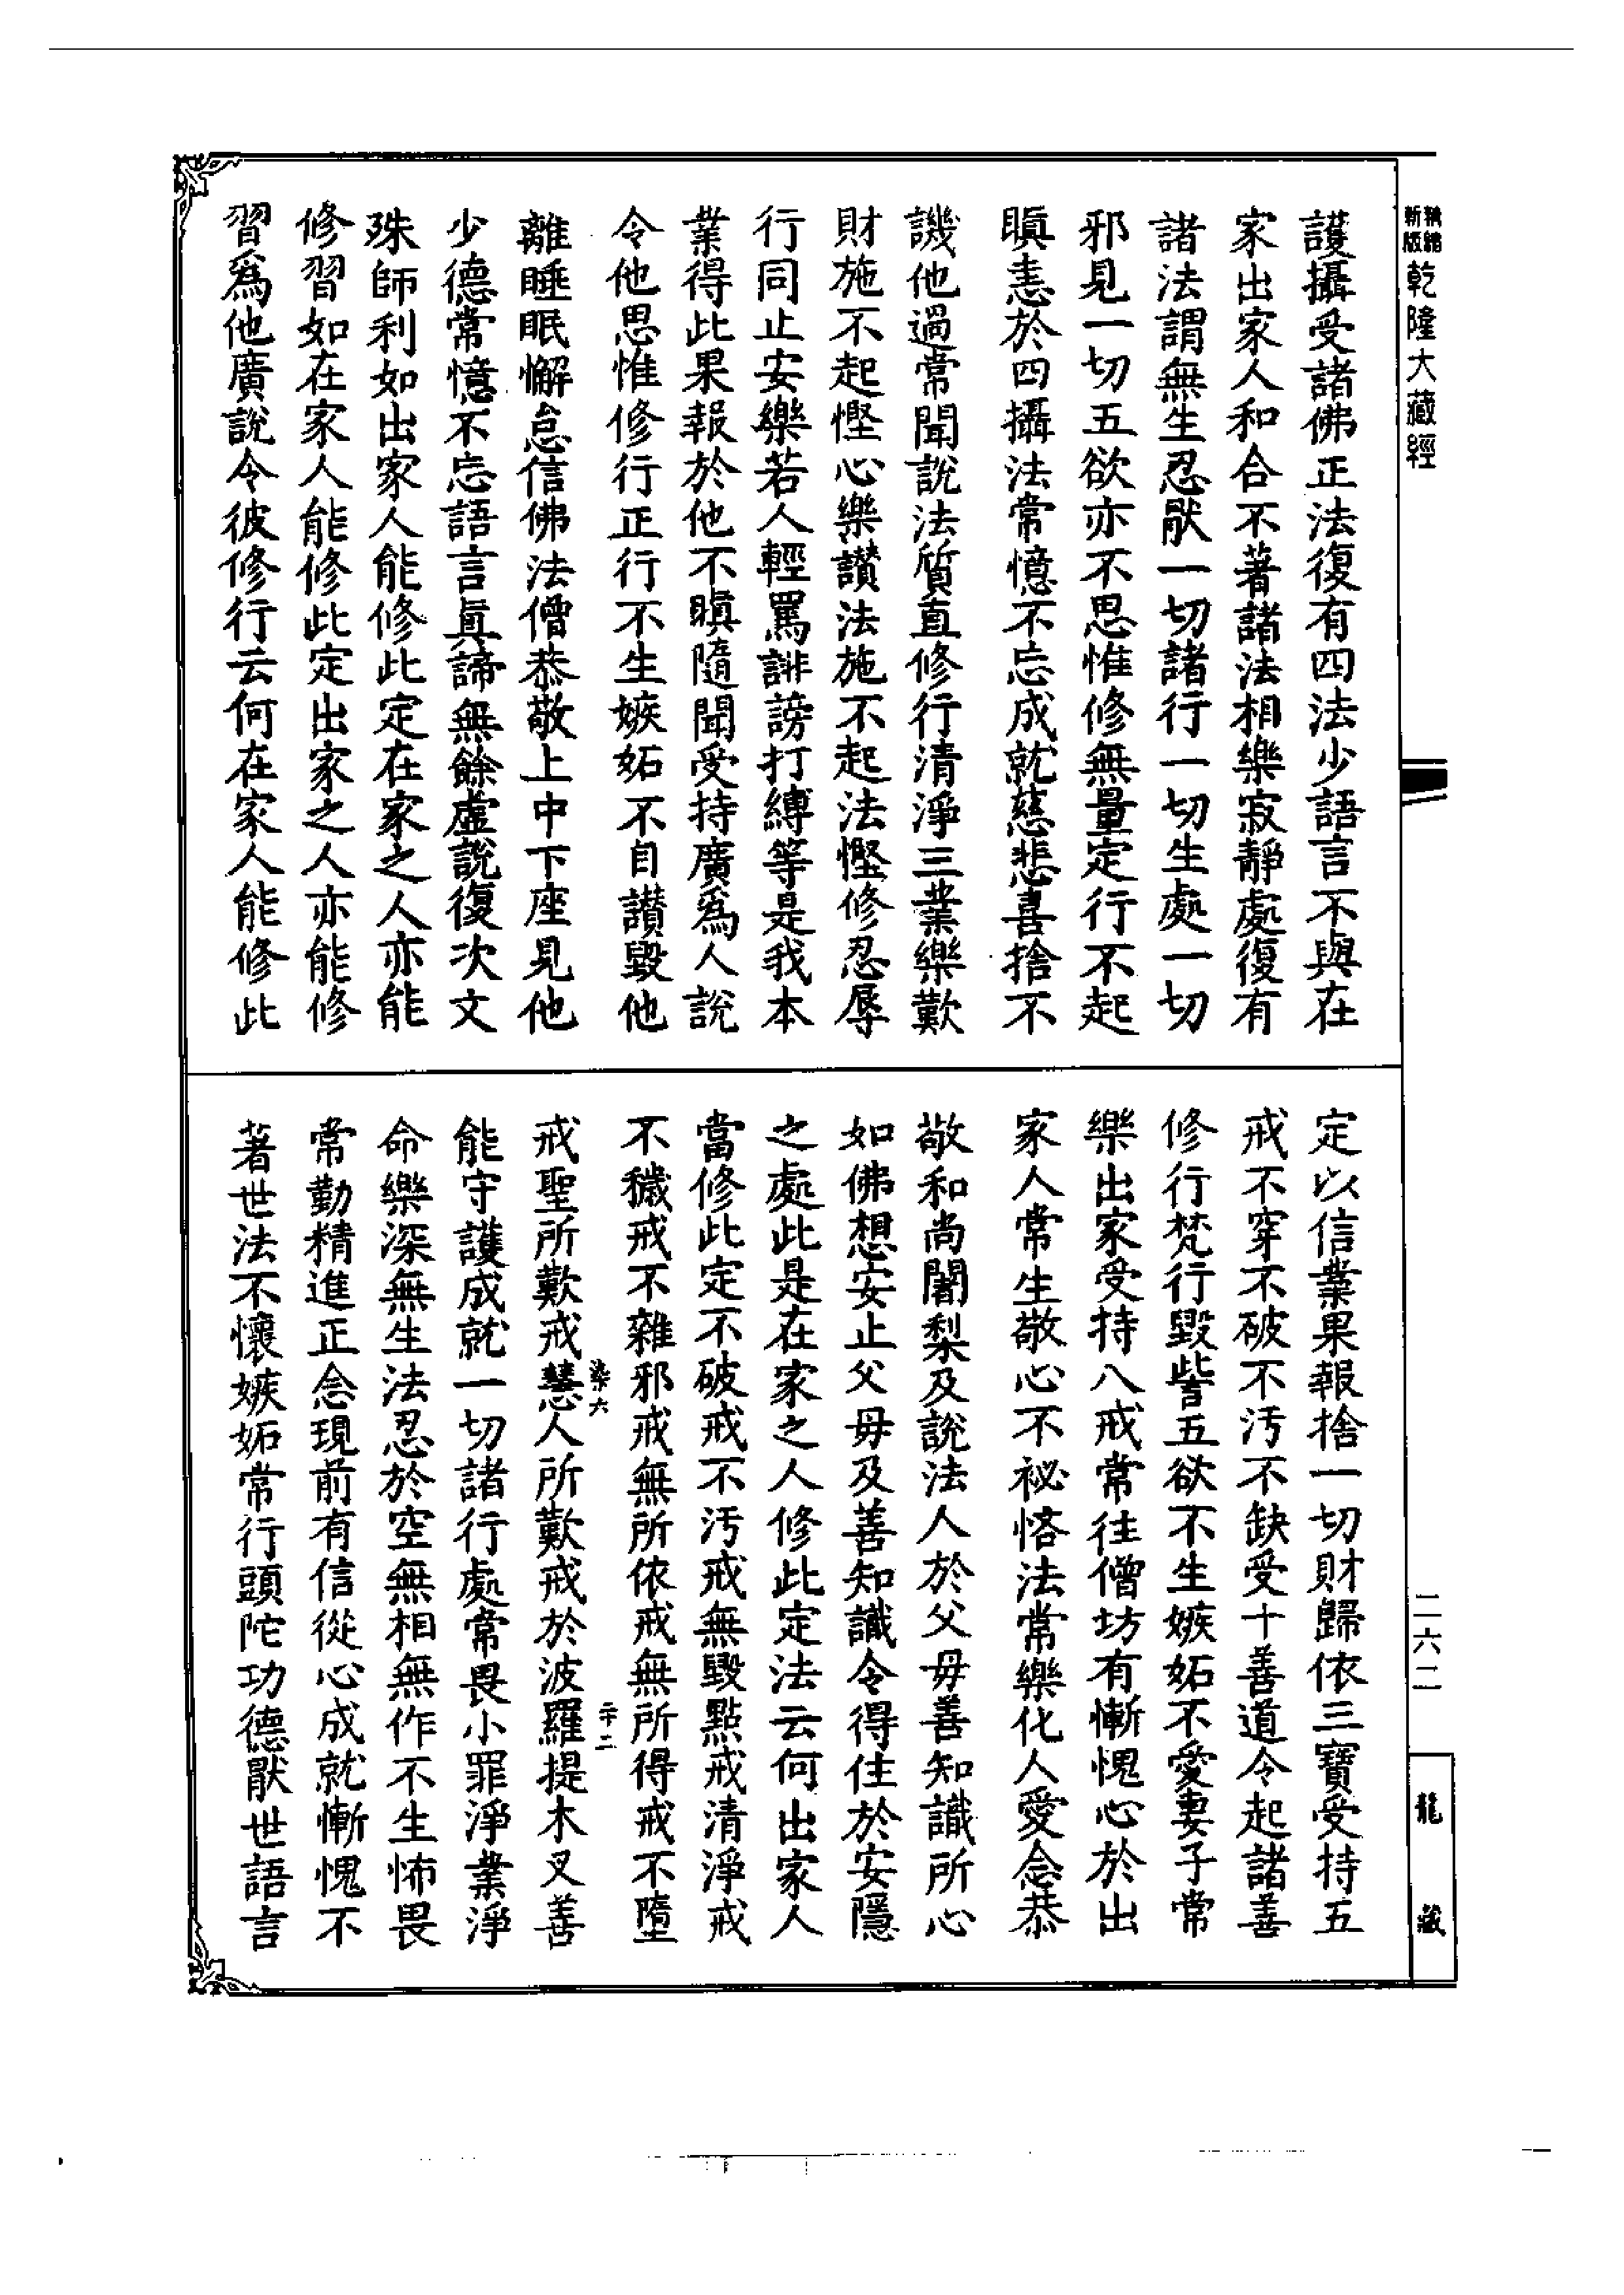 新編縮版乾隆大藏經
護攝受諸佛正法復有四法少語言不與在
家出家人和合不著諸法相樂寂靜處復有
諸法謂無生忍厭一切諸行一切生處一切
邪見一切五欲亦不思惟修無量定行不起
瞋恚於四攝法常憶不忘成就慈悲喜捨不
譏他過常聞說法質直修行清淨三業樂歎
財施不起慳心樂讚法施不起法慳修忍辱
行同止安樂若人輕罵誹謗打縛等是我本
業得此果報於他不瞋隨聞受持廣爲人說
令他思惟修行正行不生嫉妬不自讚毀他
離睡眠懈怠信佛法僧恭敬上中下座見他
少德常憶不忘語言眞諦無餘虛說復次文
殊師利如出家人能修此定在家之人亦能
修習如在家人能修此定出家之人亦能修
習爲他廣說令彼修行云何在家人能修此
定以信業果報捨一切財歸依三寶受持五
戒不穿不破不汚不缺受十善道令起諸善
修行梵行毀呰五欲不生嫉妬不愛妻子常
樂出家受持八戒常往僧坊有慚愧心於出
家人常生敬心不祕悋法常樂化人愛念恭
敬和尚闍梨及說法人於父母善知識所心
如佛想安止父母及善知識令得住於安隱
之處此是在家之人修此定法云何出家人
當修此定不破戒不汚戒無毀點戒清淨戒
不穢戒不雜邪戒無所依戒無所得戒不墮
戒聖所歎戒慧人所歎戒於波羅提木叉善
能守護成就一切諸行處常畏小罪淨業淨
命樂深無生法忍於空無相無作不生怖畏
常勤精進正念現前有信從心成就慚愧不
著世法不懷嫉妬常行頭陀功德厭世語言
染六
二十二
二六二
龍藏